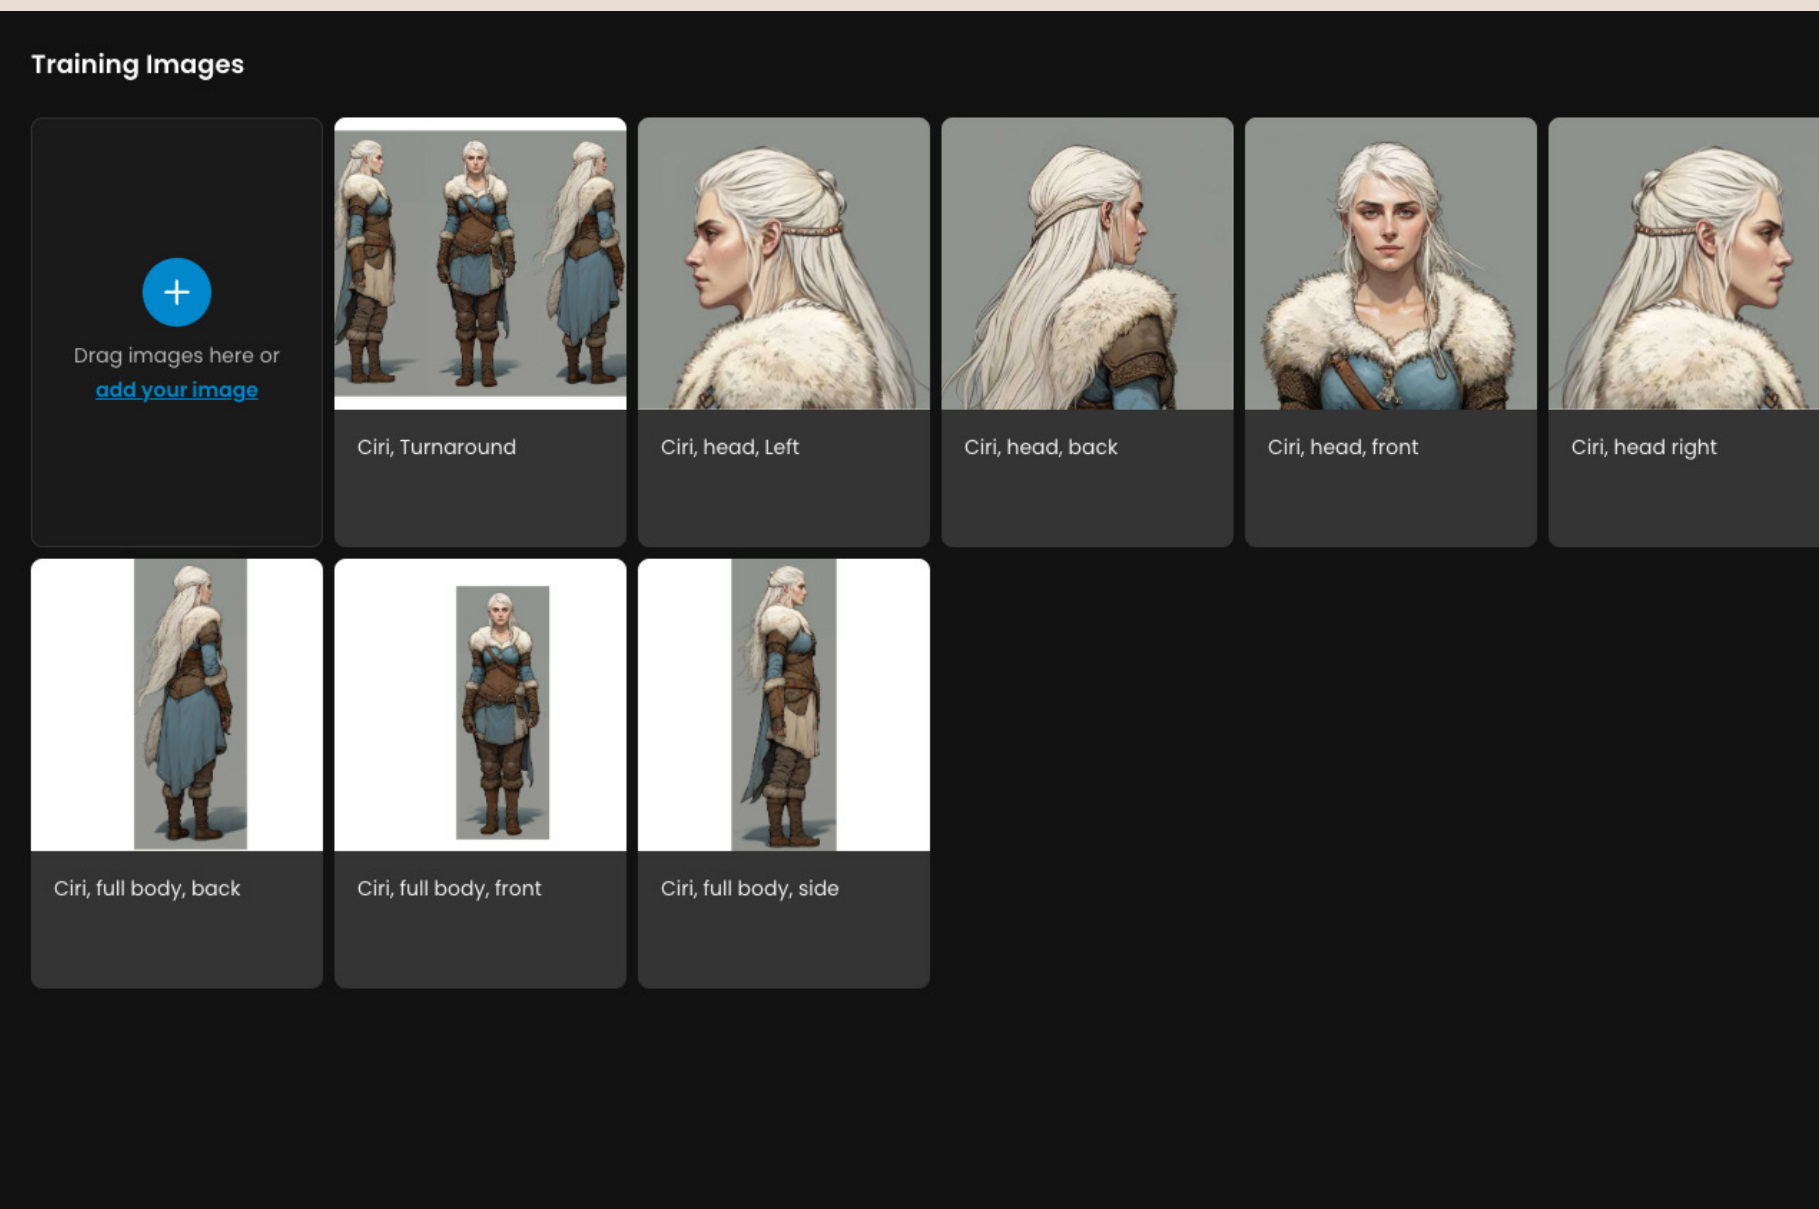 Training Images
Drag images here or
add your image
Ciri, Turnaround
Ciri, head, Left
Ciri, head, back
Ciri, head, front
Ciri, head right
Ciri, full body, back
Ciri, full body, front
Ciri, full body, side